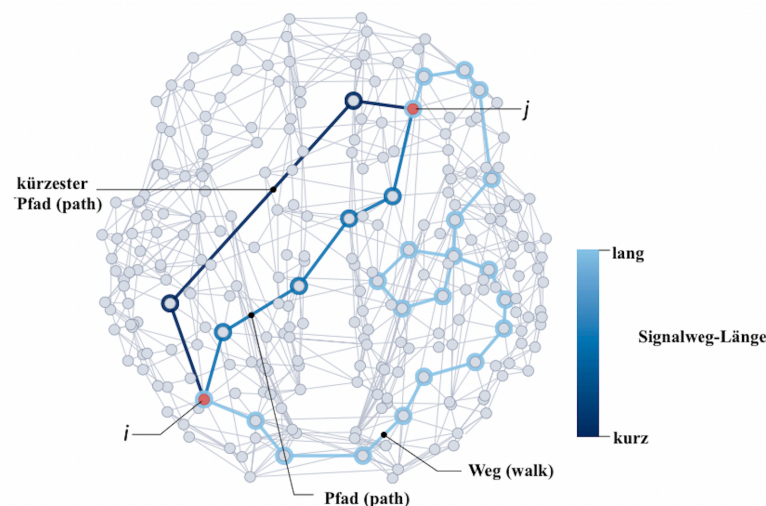 j
kürzester
Pfad (path)
lang
Signalweg-Länge
kurz
i
Weg (walk)
Pfad (path)